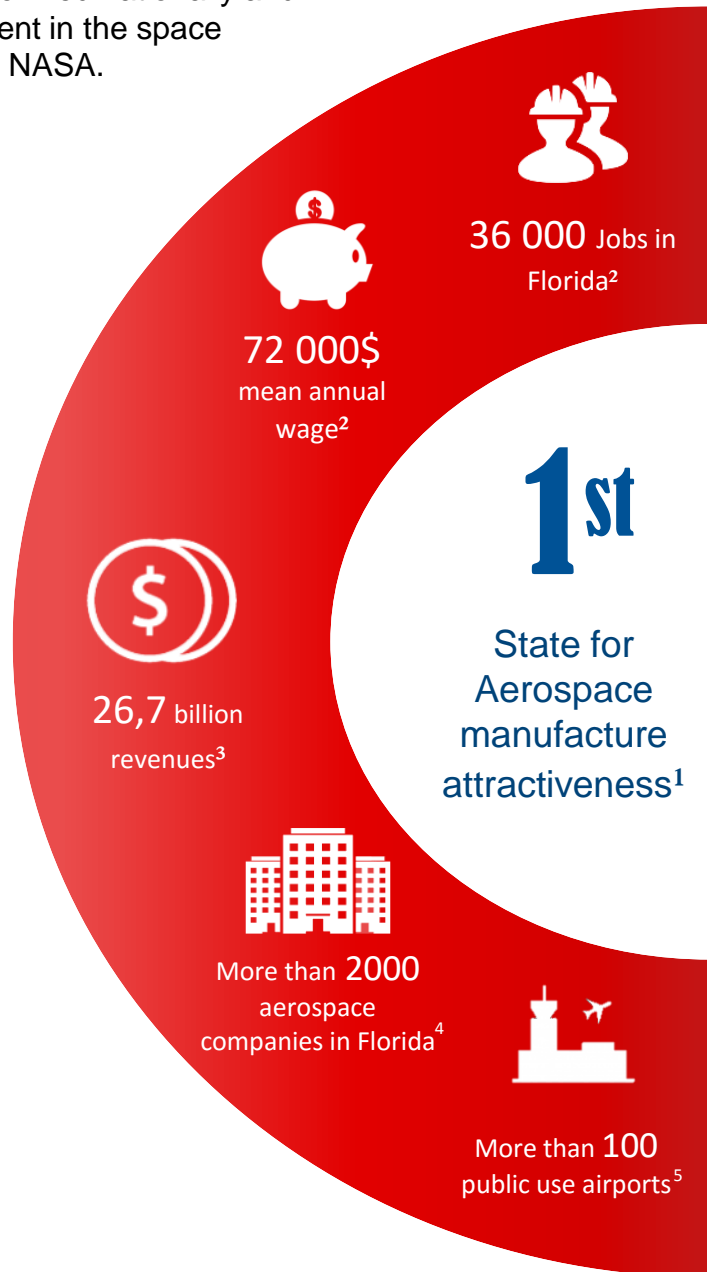 ent in the space
NASA.
36 000 Jobs in
Florida²
$
72 000$
mean annual
wage²
1st
$
State for
Aerospace
manufacture
attractiveness¹
26,7 billion
revenues³
More than 2000
aerospace
companies in Florida⁴
More than 100
public use airports⁵